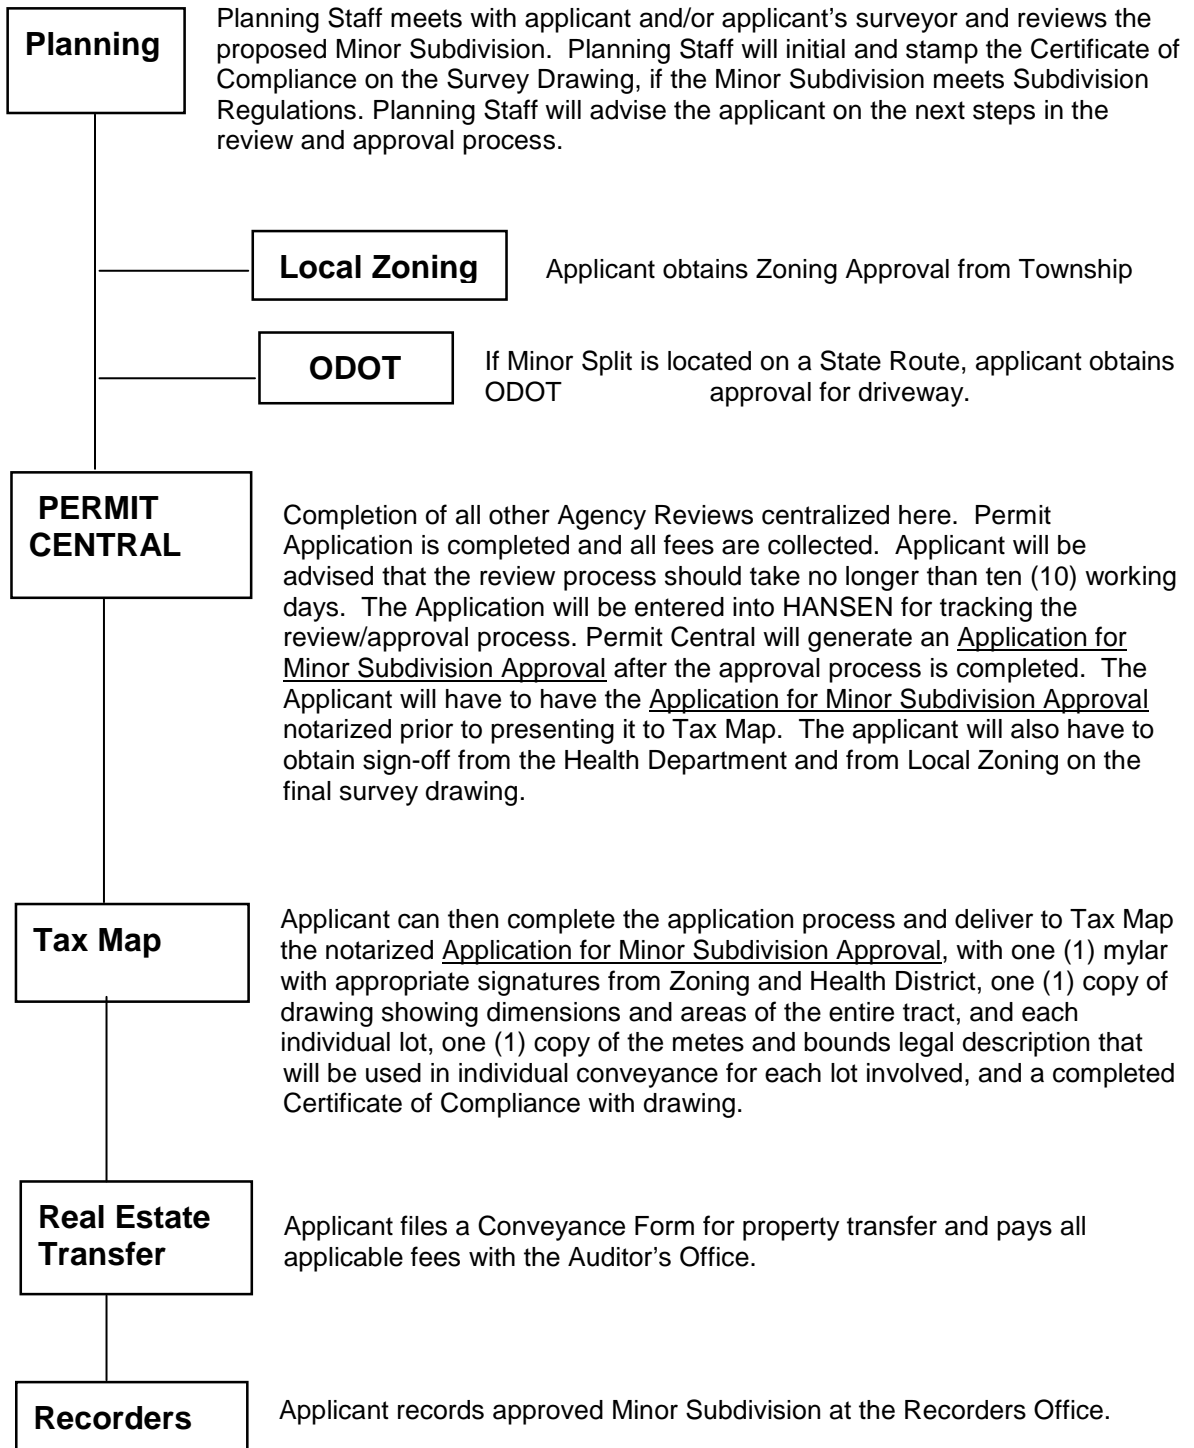 Planning
Planning Staff meets with applicant and/or applicant’s surveyor and reviews the
proposed Minor Subdivision.  Planning Staff will initial and stamp the Certificate of
Compliance on the Survey Drawing, if the Minor Subdivision meets Subdivision
Regulations. Planning Staff will advise the applicant on the next steps in the
review and approval process.
Local Zoning
Applicant obtains Zoning Approval from Township
ODOT
If Minor Split is located on a State Route, applicant obtains
ODOT approval for driveway.
PERMIT
CENTRAL
Completion of all other Agency Reviews centralized here.  Permit
Application is completed and all fees are collected.  Applicant will be
advised that the review process should take no longer than ten (10) working
days.  The Application will be entered into HANSEN for tracking the
review/approval process. Permit Central will generate an Application for
Minor Subdivision Approval after the approval process is completed.  The
Applicant will have to have the Application for Minor Subdivision Approval
notarized prior to presenting it to Tax Map.  The applicant will also have to
obtain sign-off from the Health Department and from Local Zoning on the
final survey drawing.
Tax Map
Applicant can then complete the application process and deliver to Tax Map
the notarized Application for Minor Subdivision Approval, with one (1) mylar
with appropriate signatures from Zoning and Health District, one (1) copy of
drawing showing dimensions and areas of the entire tract, and each
individual lot, one (1) copy of the metes and bounds legal description that
will be used in individual conveyance for each lot involved, and a completed
Certificate of Compliance with drawing.
Real Estate
Transfer
Applicant files a Conveyance Form for property transfer and pays all
applicable fees with the Auditor’s Office.
Recorders
Applicant records approved Minor Subdivision at the Recorders Office.